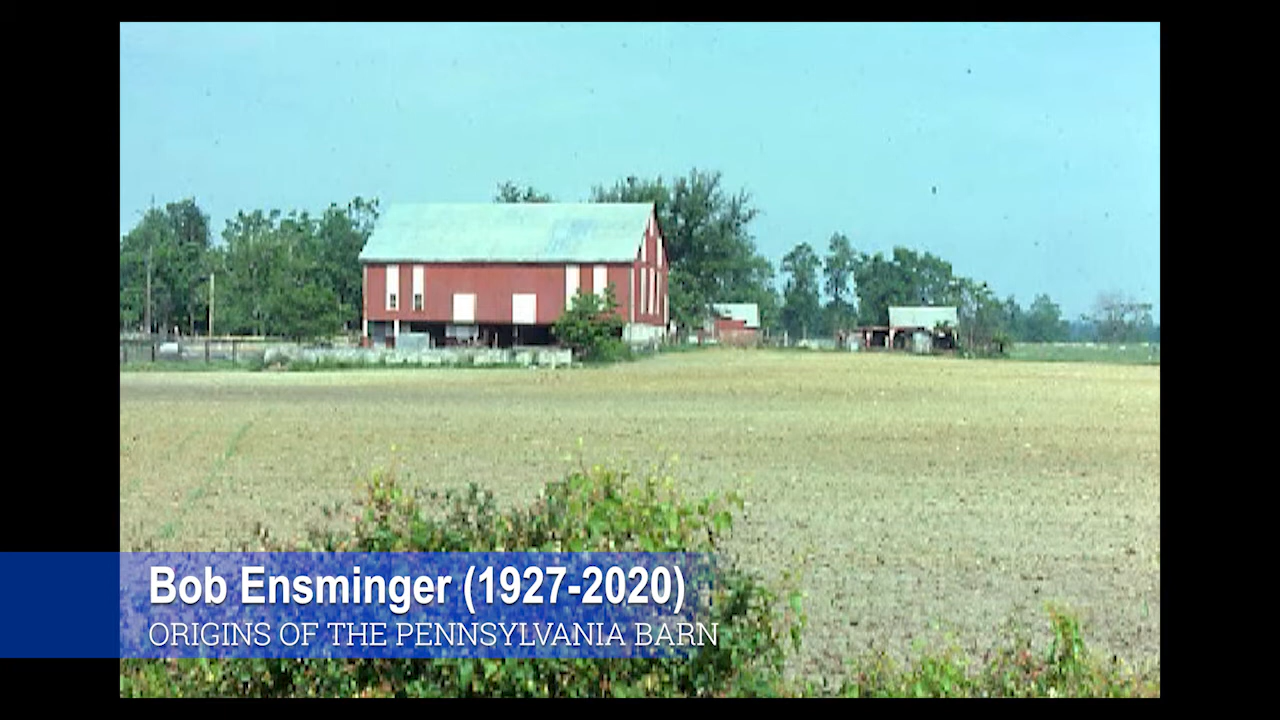 Bob Ensminger (1927-2020)
ORIGINS OF THE PENNSYLVANIA BARN